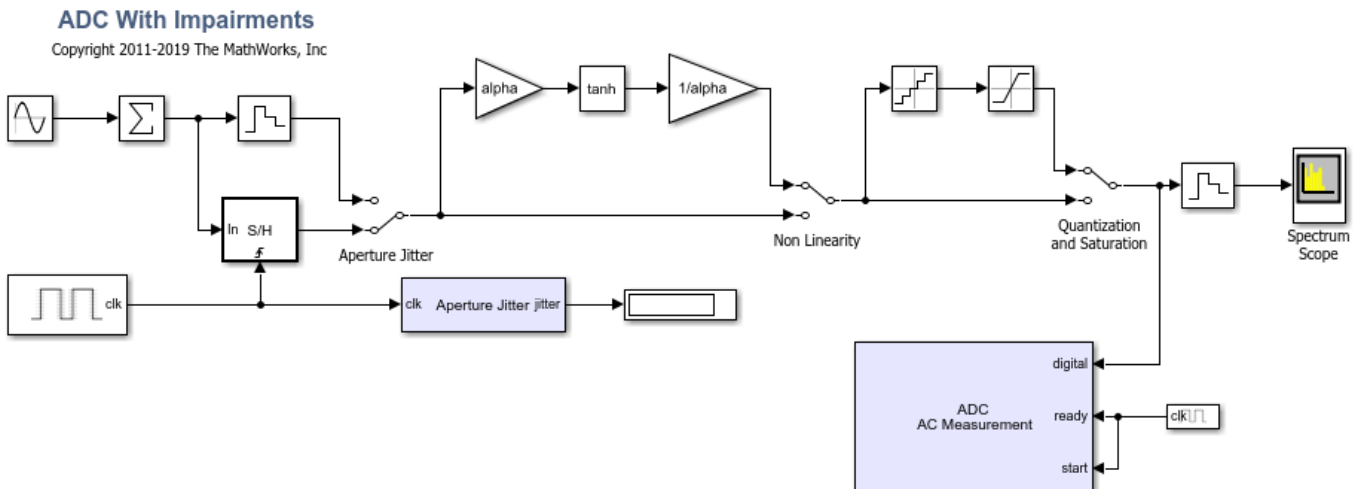 ADC With Impairments
Copyright 2011-2019 The MathWorks, Inc
alpha
tanh
1/alpha
In S/H
Aperture Jitter
Non Linearity
Quantization
and Saturation
Spectrum
Scope
clk
clk Aperture Jitter jitter
digital
ADC
AC Measurement
ready
clk
start